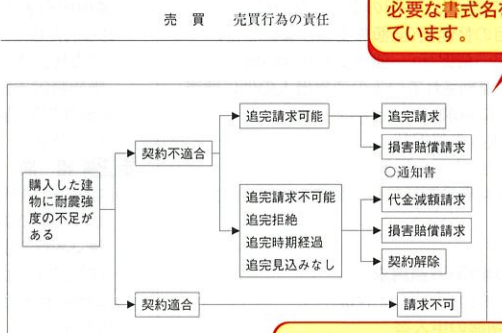 売買　売買行為の責任
必要な書式名を
ています。
購入した建
物に耐震強
度の不足が
ある
契約不適合
契約適合
追完請求可能
追完請求不可能
追完拒絶
追完時期経過
追完見込みなし
追完請求
損害賠償請求
○通知書
代金減額請求
損害賠償請求
契約解除
請求不可